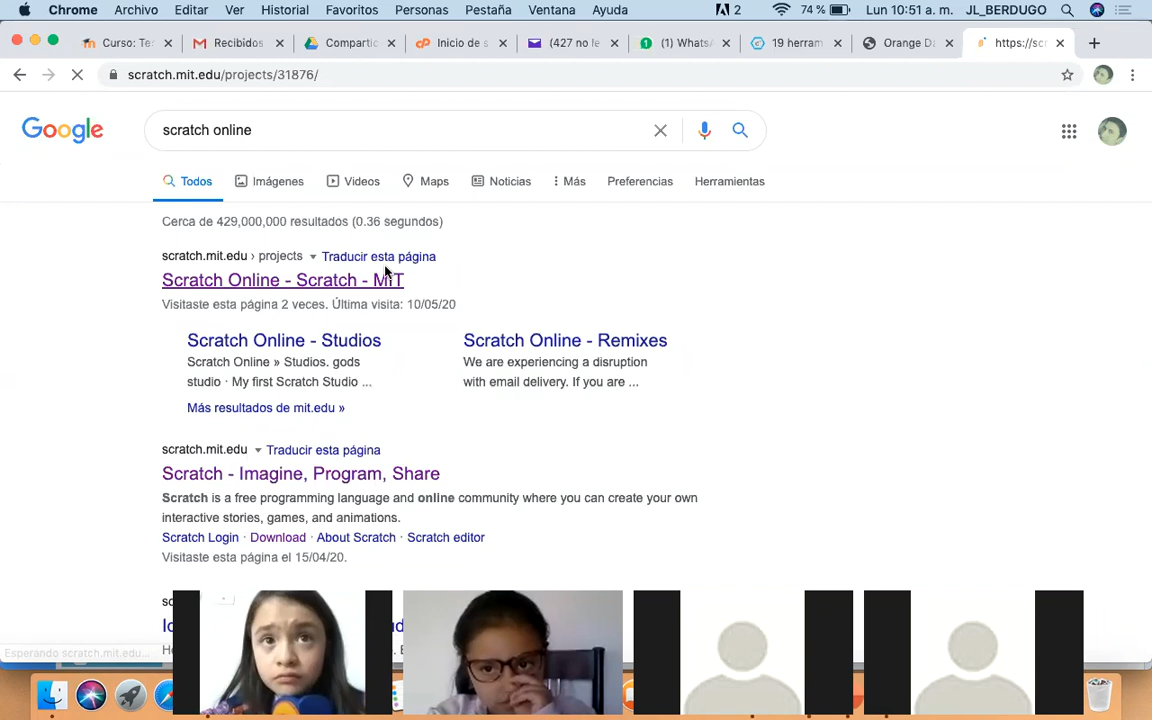 Chrome Archivo Editar Ver Historial Favoritos Personas Pestaña Ventana Ayuda 2 74 % Lun 10:51 a. m. JL_BERDUGO
Curso: Te Recibidos Compartic Inicio de s (427 no le (1) Whats 19 herram Orange Da https://scr
scratch.mit.edu/projects/31876/
Google scratch online
Todos Imágenes Videos Maps Noticias Más Preferencias Herramientas
Cerca de 429,000,000 resultados (0.36 segundos)
scratch.mit.edu › projects Traducir esta página
Scratch Online - Scratch - MIT
Visitaste esta página 2 veces. Última visita: 10/05/20
Scratch Online - Studios Scratch Online - Remixes
Scratch Online » Studios. gods We are experiencing a disruption
studio · My first Scratch Studio ... with email delivery. If you are ...
Más resultados de mit.edu »
scratch.mit.edu Traducir esta página
Scratch - Imagine, Program, Share
Scratch is a free programming language and online community where you can create your own
interactive stories, games, and animations.
Scratch Login · Download · About Scratch · Scratch editor
Visitaste esta página el 15/04/20.
Esperando scratch.mit.edu...